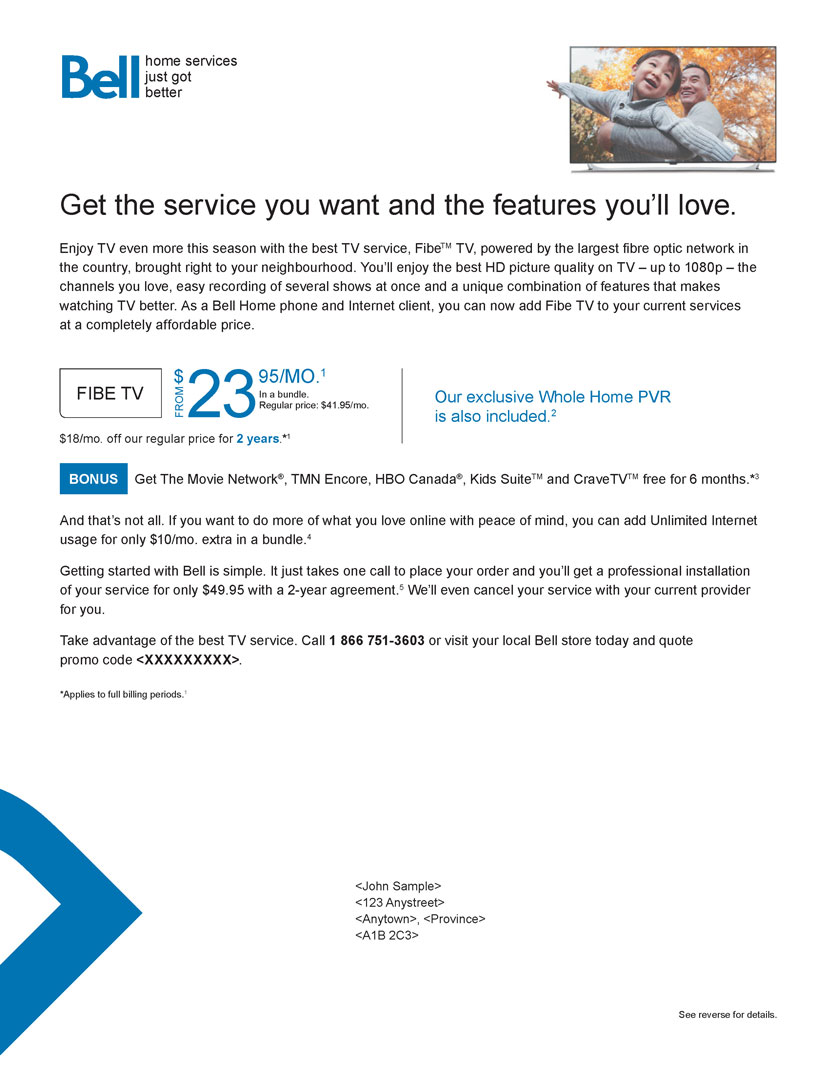 Bell home services
just got
better
Get the service you want and the features you’ll love.
Enjoy TV even more this season with the best TV service, Fibe™ TV, powered by the largest fibre optic network in
the country, brought right to your neighbourhood. You’ll enjoy the best HD picture quality on TV – up to 1080p – the
channels you love, easy recording of several shows at once and a unique combination of features that makes
watching TV better. As a Bell Home phone and Internet client, you can now add Fibe TV to your current services
at a completely affordable price.
FIBE TV
FROM
$23 95/MO.¹
In a bundle.
Regular price: $41.95/mo.
$18/mo. off our regular price for 2 years.*¹
Our exclusive Whole Home PVR
is also included.²
BONUS Get The Movie Network®, TMN Encore, HBO Canada®, Kids Suite™ and CraveTV™ free for 6 months.*³
And that’s not all. If you want to do more of what you love online with peace of mind, you can add Unlimited Internet
usage for only $10/mo. extra in a bundle.⁴
Getting started with Bell is simple. It just takes one call to place your order and you’ll get a professional installation
of your service for only $49.95 with a 2-year agreement.⁵ We’ll even cancel your service with your current provider
for you.
Take advantage of the best TV service. Call 1 866 751-3603 or visit your local Bell store today and quote
promo code <XXXXXXXXX>.
*Applies to full billing periods.¹
<John Sample>
<123 Anystreet>
<Anytown>, <Province>
<A1B 2C3>
See reverse for details.